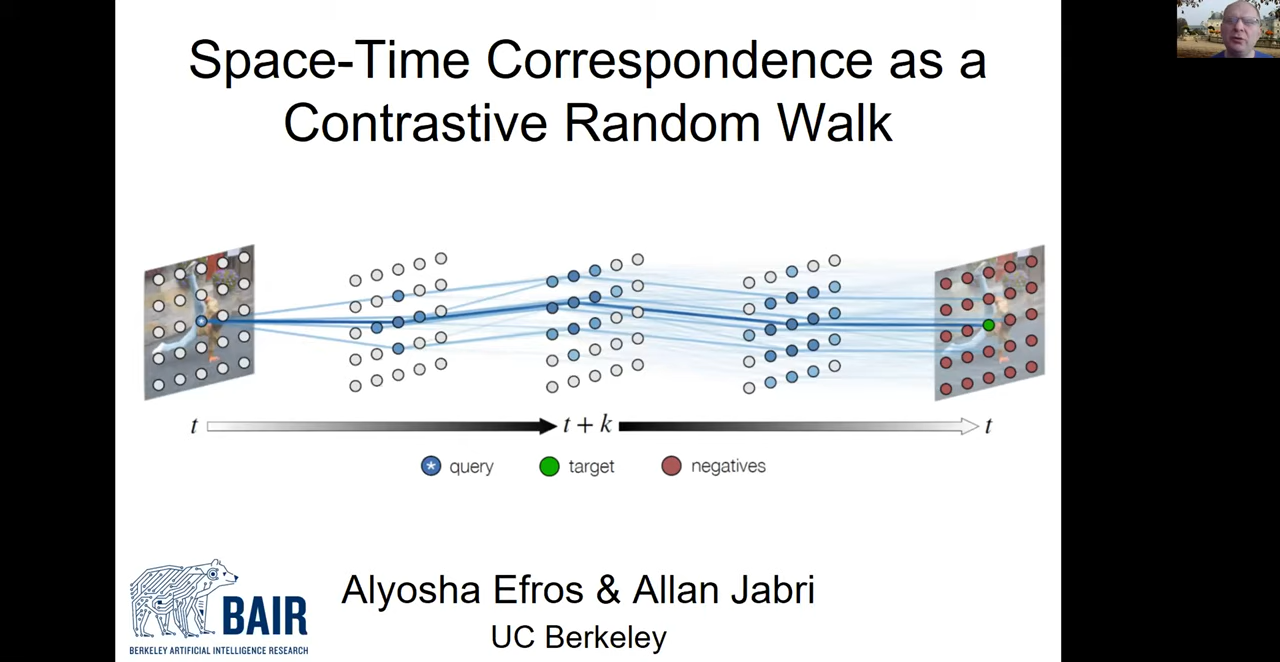 Space-Time Correspondence as a
Contrastive Random Walk
t
t + k
t
* query
target
negatives
Alyosha Efros & Allan Jabri
UC Berkeley
BAIR
BERKELEY ARTIFICIAL INTELLIGENCE RESEARCH